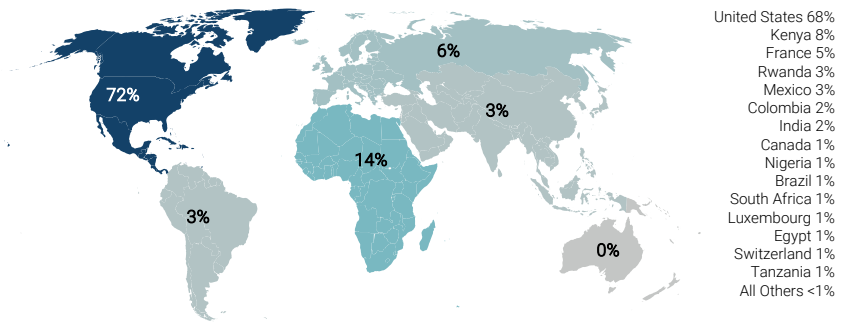 72%
6%
3%
14%
3%
0%
United States 68%
Kenya 8%
France 5%
Rwanda 3%
Mexico 3%
Colombia 2%
India 2%
Canada 1%
Nigeria 1%
Brazil 1%
South Africa 1%
Luxembourg 1%
Egypt 1%
Switzerland 1%
Tanzania 1%
All Others <1%